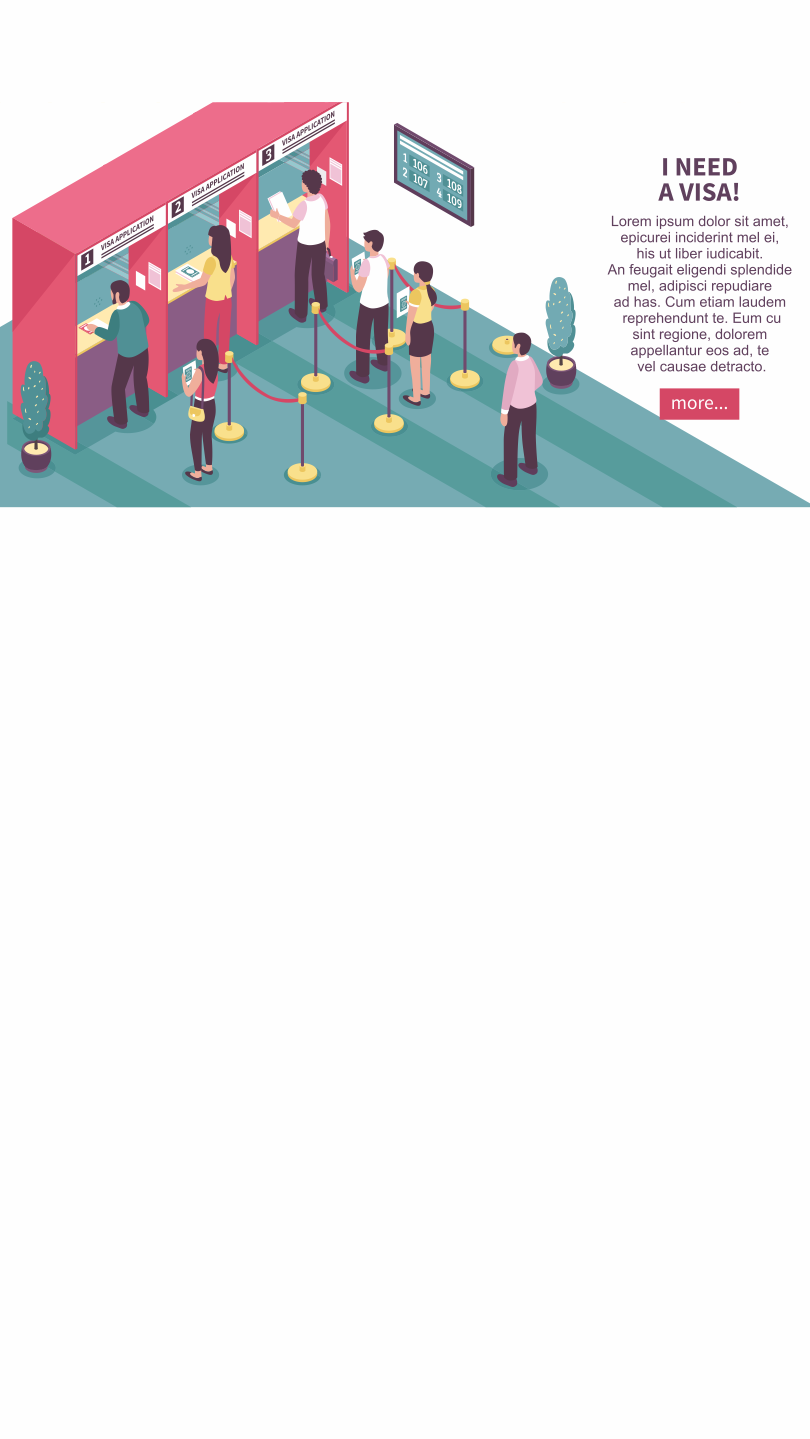 1 VISA APPLICATION
2 VISA APPLICATION
3 VISA APPLICATION
1 106 3 108
2 107 4 109
I NEED
A VISA!
Lorem ipsum dolor sit amet,
epicurei inciderint mel ei,
his ut liber iudicabit.
An feugait eligendi splendide
mel, adipisci repudiare
ad has. Cum etiam laudem
reprehendunt te. Eum cu
sint regione, dolorem
appellantur eos ad, te
vel causae detracto.
more...